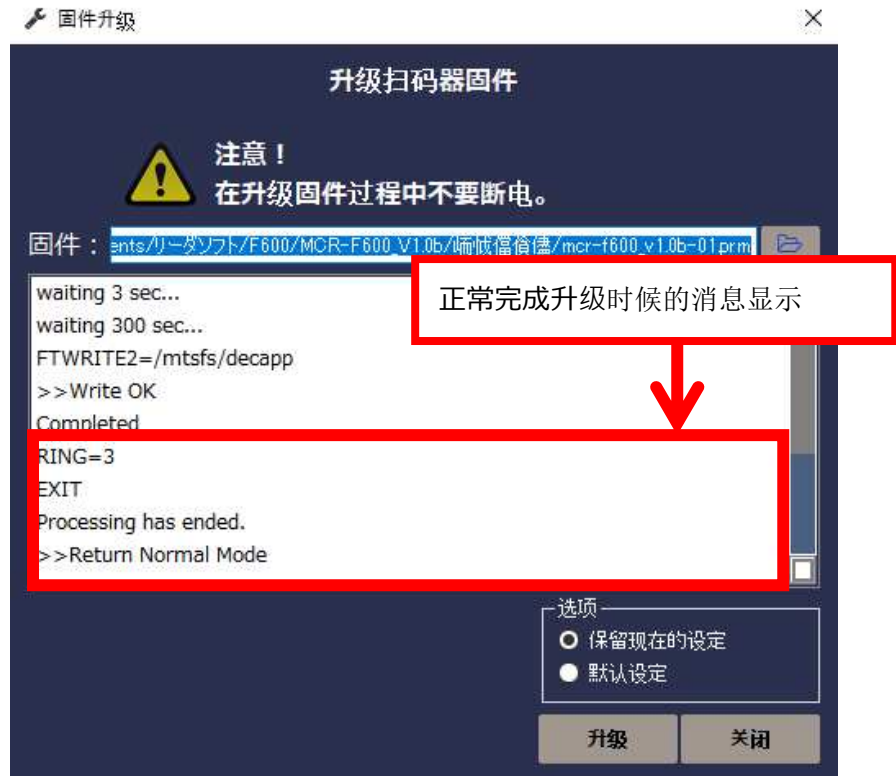 固件升级
升级扫码器固件
注意！
在升级固件过程中不要断电。
固件： ents/リーダソフト/F600/MCR-F600_V1.0b/ /mcr-f600_v1.0b-01prm
正常完成升级时候的消息显示
waiting 3 sec...
waiting 300 sec...
FTWRITE2=/mtsfs/decapp
>>Write OK
Completed
RING=3
EXIT
Processing has ended.
>>Return Normal Mode
选项
保留现在的设定
默认设定
升级 关闭